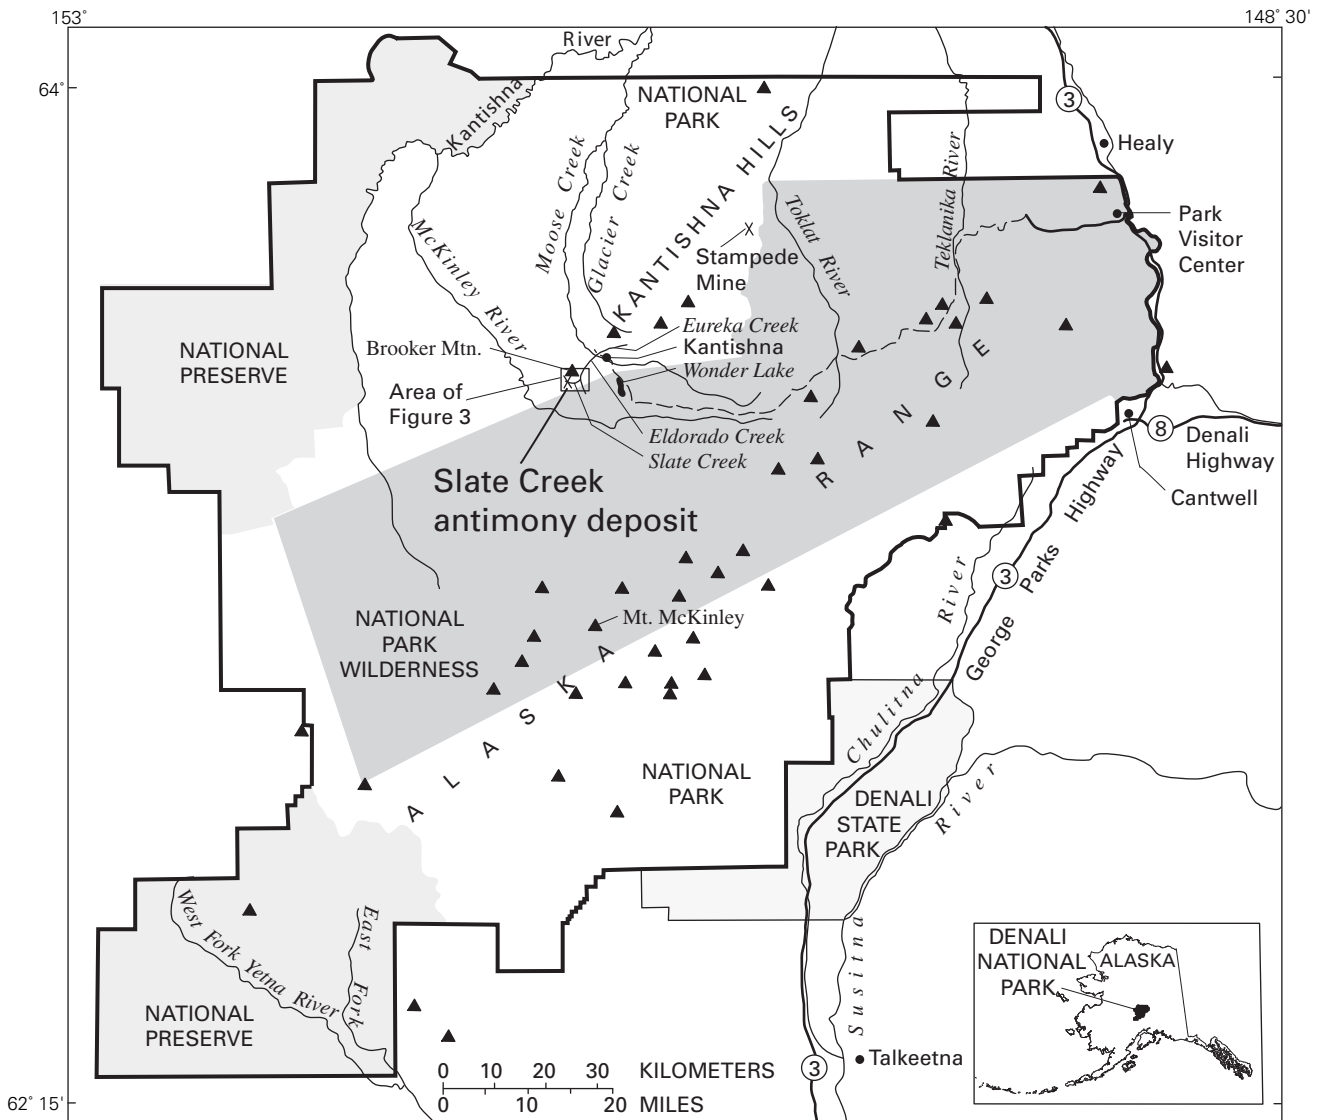 153°
148° 30'
64°
62° 15'
River
Kantishna
NATIONAL
PARK
3
Healy
Moose Creek
Glacier Creek
KANTISHNA HILLS
McKinley River
Toklat River
Teklanika River
Stampede
Mine
Park
Visitor
Center
NATIONAL
PRESERVE
Brooker Mtn.
Eureka Creek
Kantishna
Wonder Lake
Area of
Figure 3
Eldorado Creek
Slate Creek
Slate Creek
antimony deposit
ALASKA RANGE
8
Denali
Highway
Cantwell
George Parks Highway
3
NATIONAL
PARK
WILDERNESS
Mt. McKinley
Chulitna River
NATIONAL
PARK
DENALI
STATE
PARK
Susitna River
West Fork Yetna River
East Fork
NATIONAL
PRESERVE
3
Talkeetna
0 10 20 30 KILOMETERS
0 10 20 MILES
DENALI
NATIONAL
PARK
ALASKA